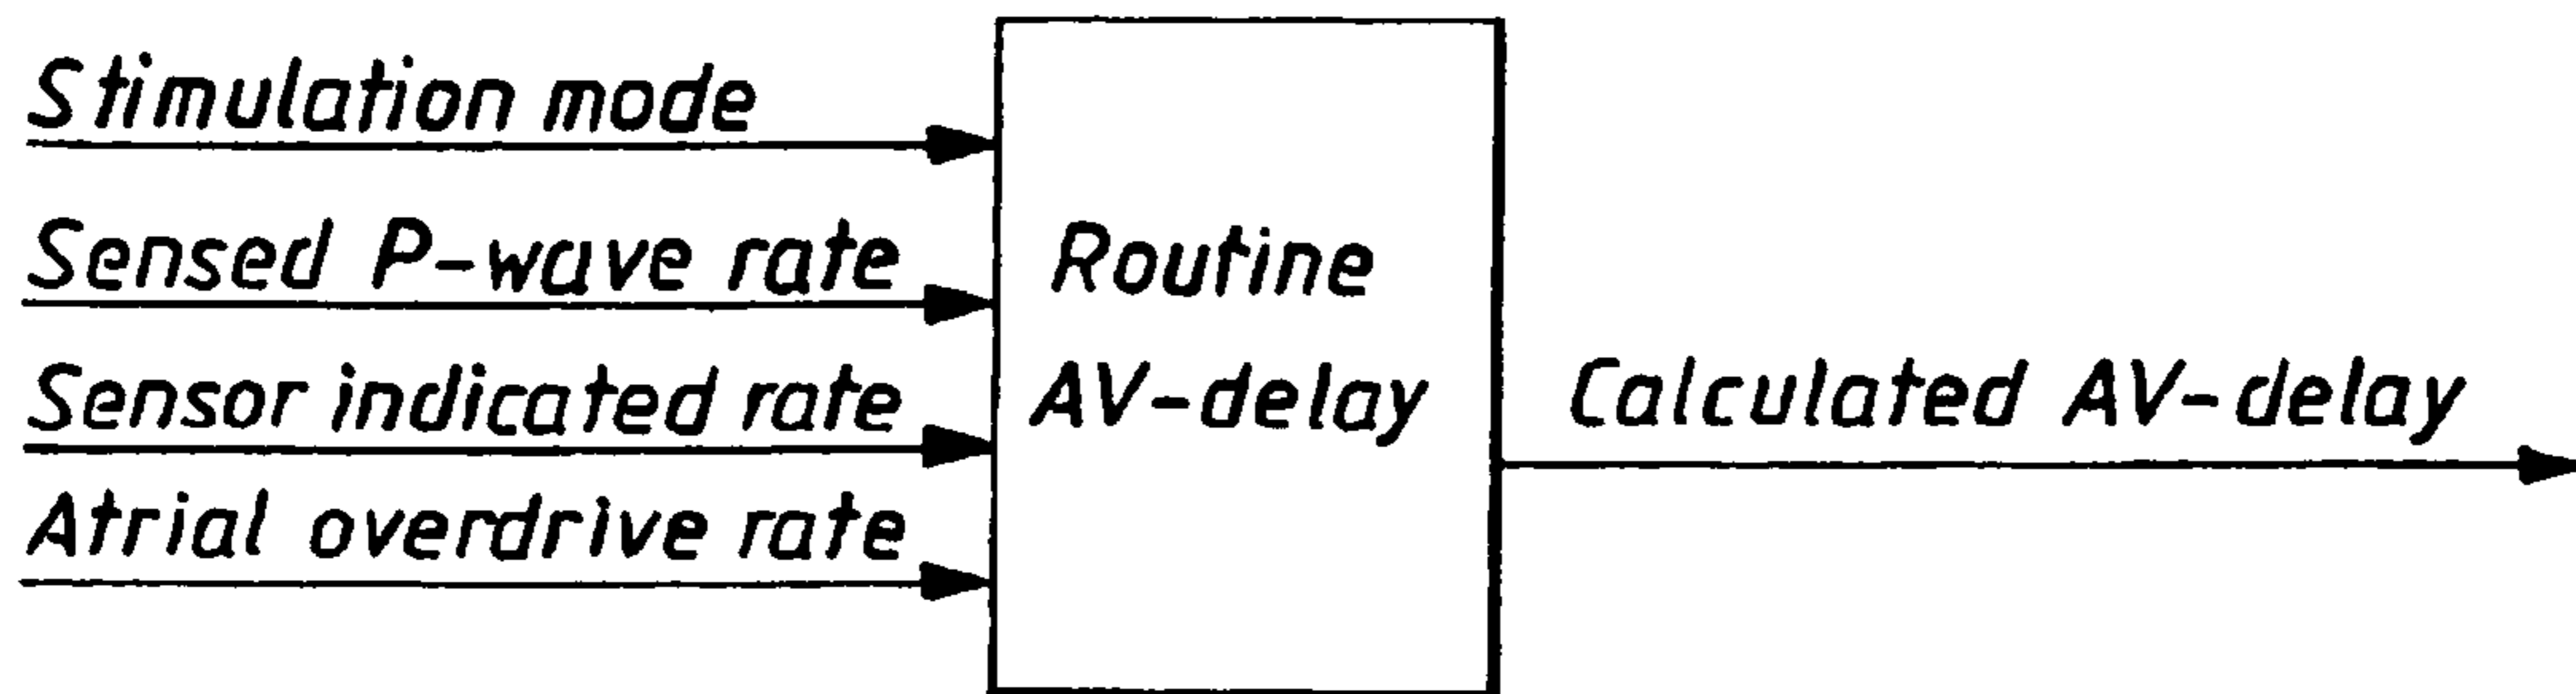 Stimulation mode
Sensed P-wave rate
Sensor indicated rate
Atrial overdrive rate
Routine
AV-delay
Calculated AV-delay